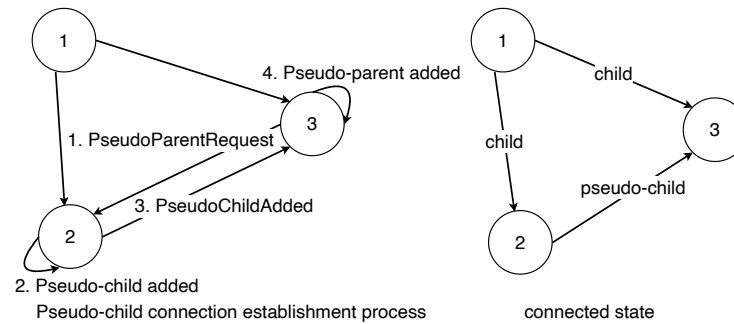 1
4. Pseudo-parent added
3
1. PseudoParentRequest
3. PseudoChildAdded
2
2. Pseudo-child added
Pseudo-child connection establishment process
1
child
3
child
pseudo-child
2
connected state